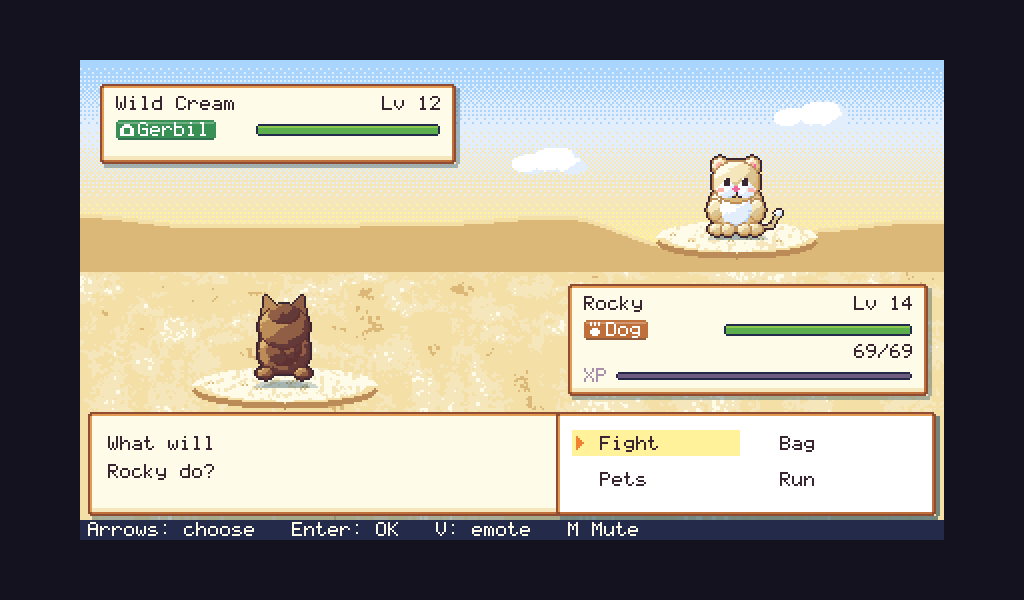 Wild Cream Lv 12
Gerbil
Rocky Lv 14
Dog
69/69
XP
What will
Rocky do?
Fight Bag
Pets Run
Arrows: choose Enter: OK V: emote M Mute